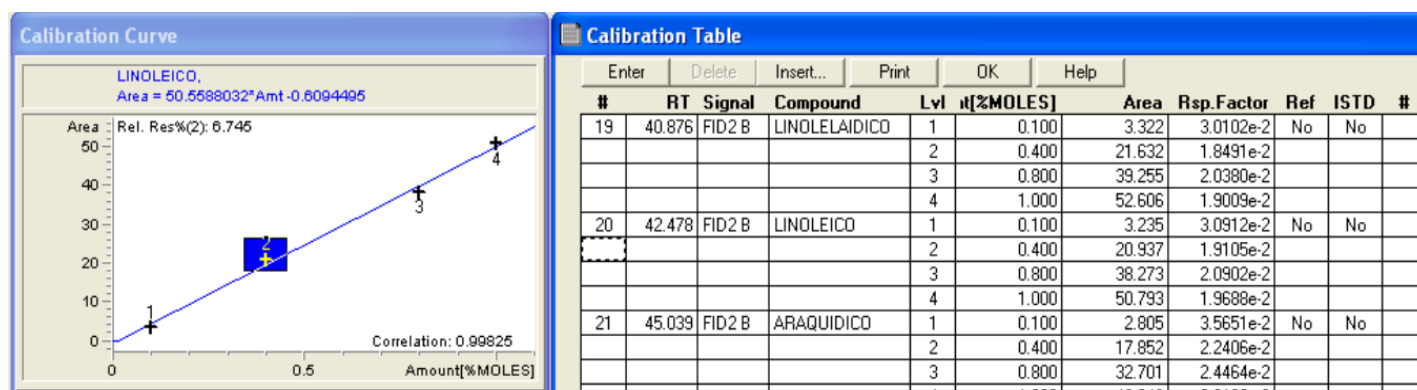 Calibration Curve
LINOLEICO,
Area = 50.5588032*Amt -0.6094495
Area
Rel. Res%(2): 6.745
50
40
30
20
10
0
1
2
3
4
Correlation: 0.99825
0
0.5
Amount[%MOLES]
Calibration Table
Enter Delete Insert... Print OK Help
# RT Signal Compound Lvl ıt[%MOLES] Area Rsp.Factor Ref ISTD #
19 40.876 FID2 B LINOLELAIDICO 1 0.100 3.322 3.0102e-2 No No
2 0.400 21.632 1.8491e-2
3 0.800 39.255 2.0380e-2
4 1.000 52.606 1.9009e-2
20 42.478 FID2 B LINOLEICO 1 0.100 3.235 3.0912e-2 No No
2 0.400 20.937 1.9105e-2
3 0.800 38.273 2.0902e-2
4 1.000 50.793 1.9688e-2
21 45.039 FID2 B ARAQUIDICO 1 0.100 2.805 3.5651e-2 No No
2 0.400 17.852 2.2406e-2
3 0.800 32.701 2.4464e-2